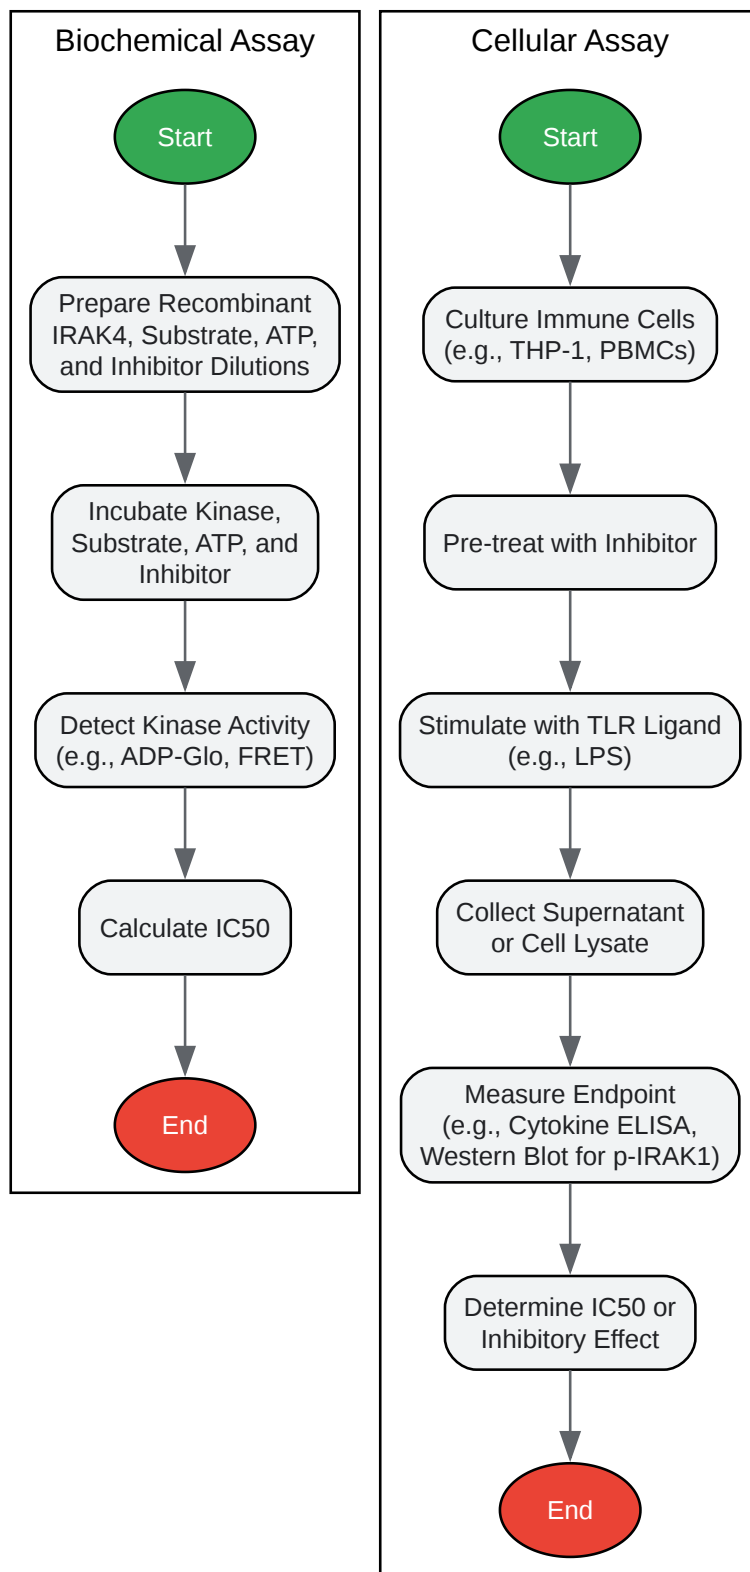 Biochemical Assay
Start
Prepare Recombinant
IRAK4, Substrate, ATP,
and Inhibitor Dilutions
Incubate Kinase,
Substrate, ATP, and
Inhibitor
Detect Kinase Activity
(e.g., ADP-Glo, FRET)
Calculate IC50
End
Cellular Assay
Start
Culture Immune Cells
(e.g., THP-1, PBMCs)
Pre-treat with Inhibitor
Stimulate with TLR Ligand
(e.g., LPS)
Collect Supernatant
or Cell Lysate
Measure Endpoint
(e.g., Cytokine ELISA,
Western Blot for p-IRAK1)
Determine IC50 or
Inhibitory Effect
End